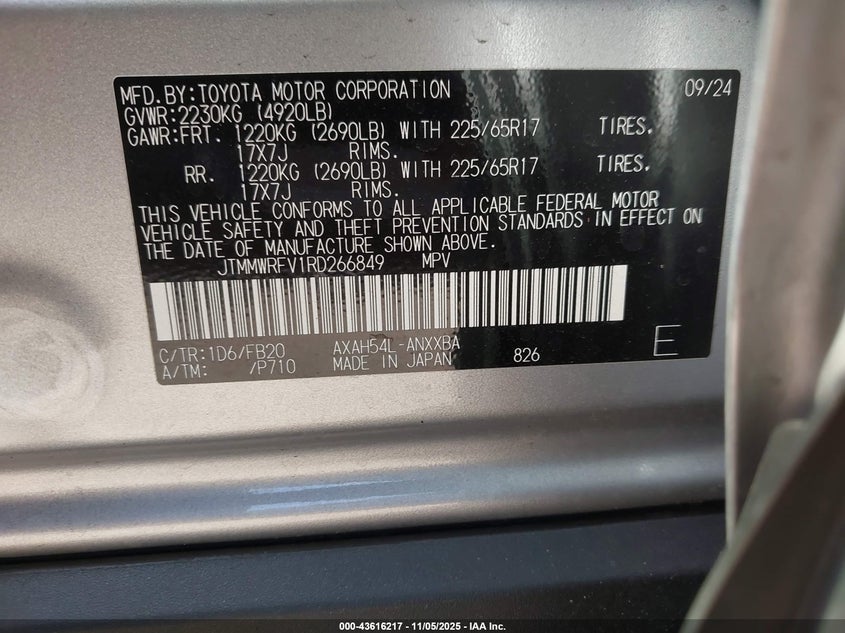 MFD.BY:TOYOTA MOTOR CORPORATION 09/24
GVWR:2230KG (4920LB)
GAWR:FRT. 1220KG (2690LB) WITH 225/65R17 TIRES.
17X7J RIMS.
RR. 1220KG (2690LB) WITH 225/65R17 TIRES.
17X7J RIMS.
THIS VEHICLE CONFORMS TO ALL APPLICABLE FEDERAL MOTOR
VEHICLE SAFETY AND THEFT PREVENTION STANDARDS IN EFFECT ON
THE DATE OF MANUFACTURE SHOWN ABOVE.
JTMMWRFV1RD266849 MPV
C/TR:1D6/FB20 AXAH54L-ANXXBA 826 E
A/TM: /P710 MADE IN JAPAN
000-43616217 - 11/05/2025 - IAA Inc.